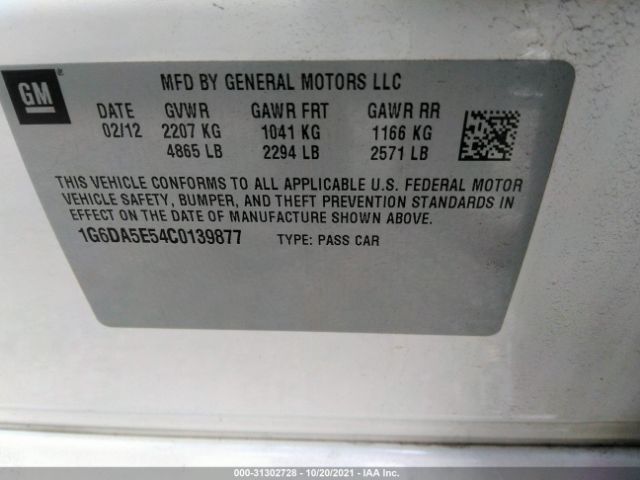 GM
MFD BY GENERAL MOTORS LLC
DATE GVWR GAWR FRT GAWR RR
02/12 2207 KG 1041 KG 1166 KG
4865 LB 2294 LB 2571 LB
THIS VEHICLE CONFORMS TO ALL APPLICABLE U.S. FEDERAL MOTOR
VEHICLE SAFETY, BUMPER, AND THEFT PREVENTION STANDARDS IN
EFFECT ON THE DATE OF MANUFACTURE SHOWN ABOVE.
1G6DA5E54C0139877 TYPE: PASS CAR
000-31302728 - 10/20/2021 - IAA Inc.